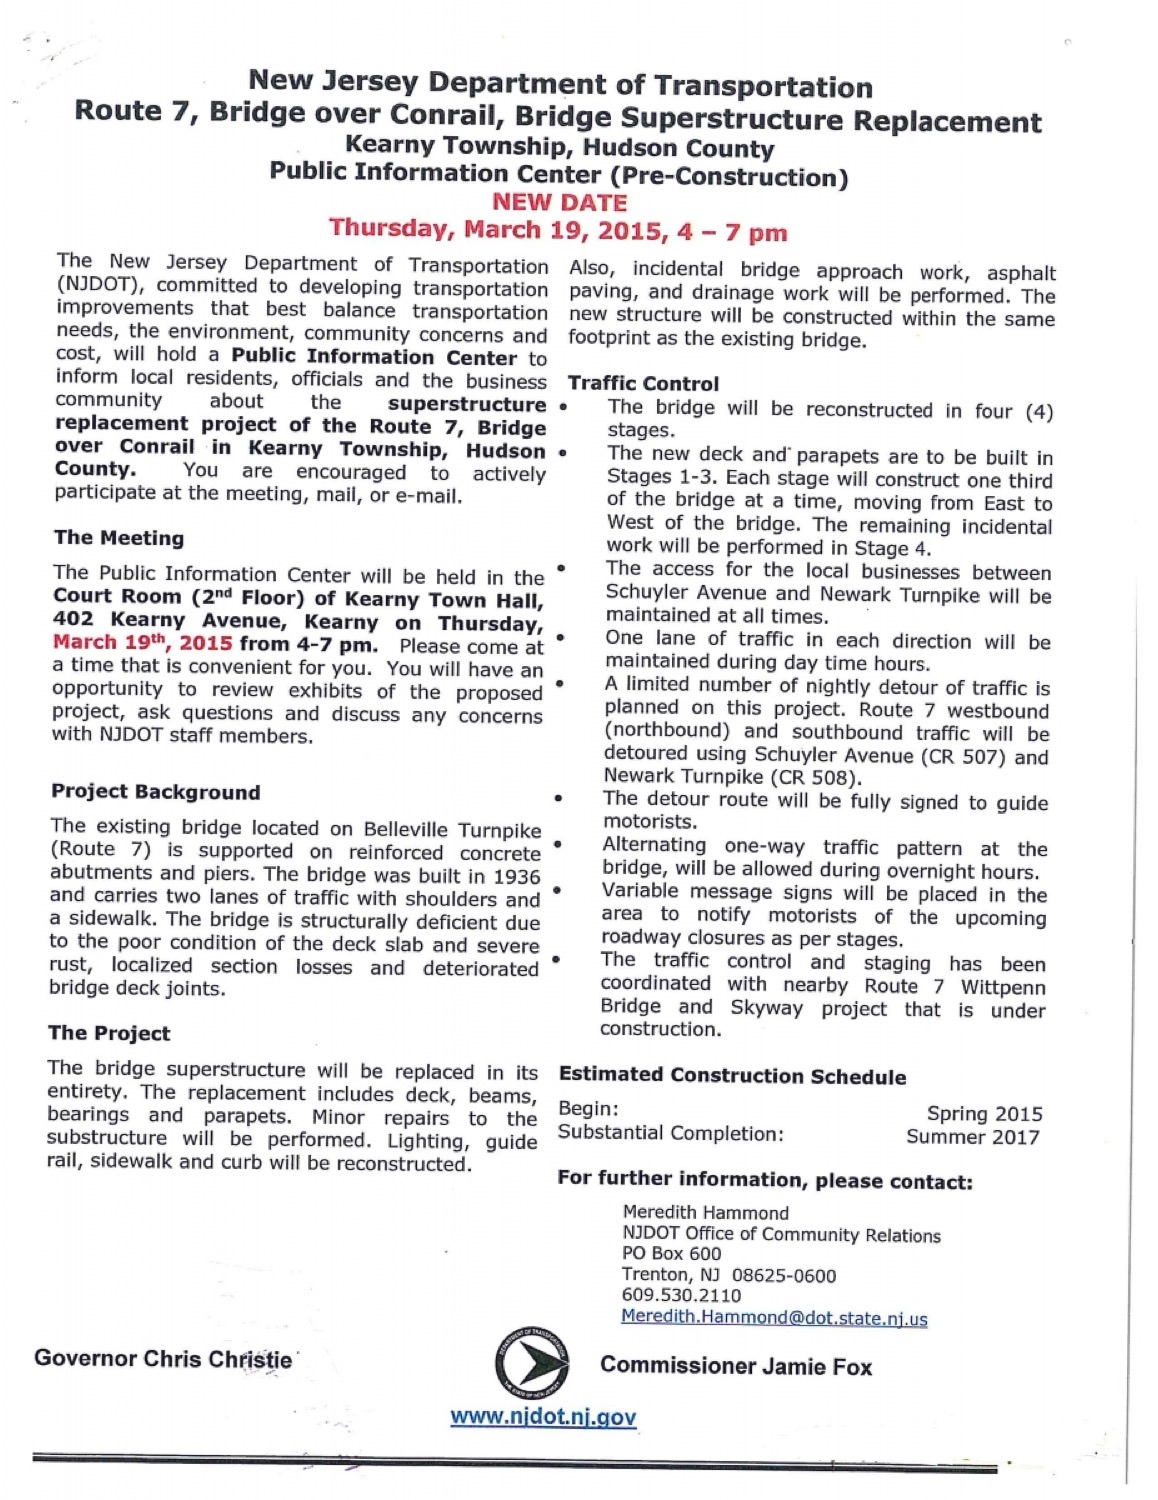 New Jersey Department of Transportation
Route 7, Bridge over Conrail, Bridge Superstructure Replacement
Kearny Township, Hudson County
Public Information Center (Pre-Construction)
NEW DATE
Thursday, March 19, 2015, 4 – 7 pm
The New Jersey Department of Transportation
(NJDOT), committed to developing transportation
improvements that best balance transportation
needs, the environment, community concerns and
cost, will hold a Public Information Center to
inform local residents, officials and the business
community about the superstructure
replacement project of the Route 7, Bridge
over Conrail in Kearny Township, Hudson
County. You are encouraged to actively
participate at the meeting, mail, or e-mail.
The Meeting
The Public Information Center will be held in the
Court Room (2nd Floor) of Kearny Town Hall,
402 Kearny Avenue, Kearny on Thursday,
March 19th, 2015 from 4-7 pm. Please come at
a time that is convenient for you. You will have an
opportunity to review exhibits of the proposed
project, ask questions and discuss any concerns
with NJDOT staff members.
Project Background
The existing bridge located on Belleville Turnpike
(Route 7) is supported on reinforced concrete
abutments and piers. The bridge was built in 1936
and carries two lanes of traffic with shoulders and
a sidewalk. The bridge is structurally deficient due
to the poor condition of the deck slab and severe
rust, localized section losses and deteriorated
bridge deck joints.
The Project
The bridge superstructure will be replaced in its
entirety. The replacement includes deck, beams,
bearings and parapets. Minor repairs to the
substructure will be performed. Lighting, guide
rail, sidewalk and curb will be reconstructed.
Also, incidental bridge approach work, asphalt
paving, and drainage work will be performed. The
new structure will be constructed within the same
footprint as the existing bridge.
Traffic Control
• The bridge will be reconstructed in four (4)
stages.
• The new deck and parapets are to be built in
Stages 1-3. Each stage will construct one third
of the bridge at a time, moving from East to
West of the bridge. The remaining incidental
work will be performed in Stage 4.
• The access for the local businesses between
Schuyler Avenue and Newark Turnpike will be
maintained at all times.
• One lane of traffic in each direction will be
maintained during day time hours.
• A limited number of nightly detour of traffic is
planned on this project. Route 7 westbound
(northbound) and southbound traffic will be
detoured using Schuyler Avenue (CR 507) and
Newark Turnpike (CR 508).
• The detour route will be fully signed to guide
motorists.
• Alternating one-way traffic pattern at the
bridge, will be allowed during overnight hours.
• Variable message signs will be placed in the
area to notify motorists of the upcoming
roadway closures as per stages.
• The traffic control and staging has been
coordinated with nearby Route 7 Wittpenn
Bridge and Skyway project that is under
construction.
Estimated Construction Schedule
Begin: Spring 2015
Substantial Completion: Summer 2017
For further information, please contact:
Meredith Hammond
NJDOT Office of Community Relations
PO Box 600
Trenton, NJ 08625-0600
609.530.2110
Meredith.Hammond@dot.state.nj.us
Governor Chris Christie
DEPARTMENT OF TRANSPORTATION
THE STATE OF NEW JERSEY
Commissioner Jamie Fox
www.njdot.nj.gov